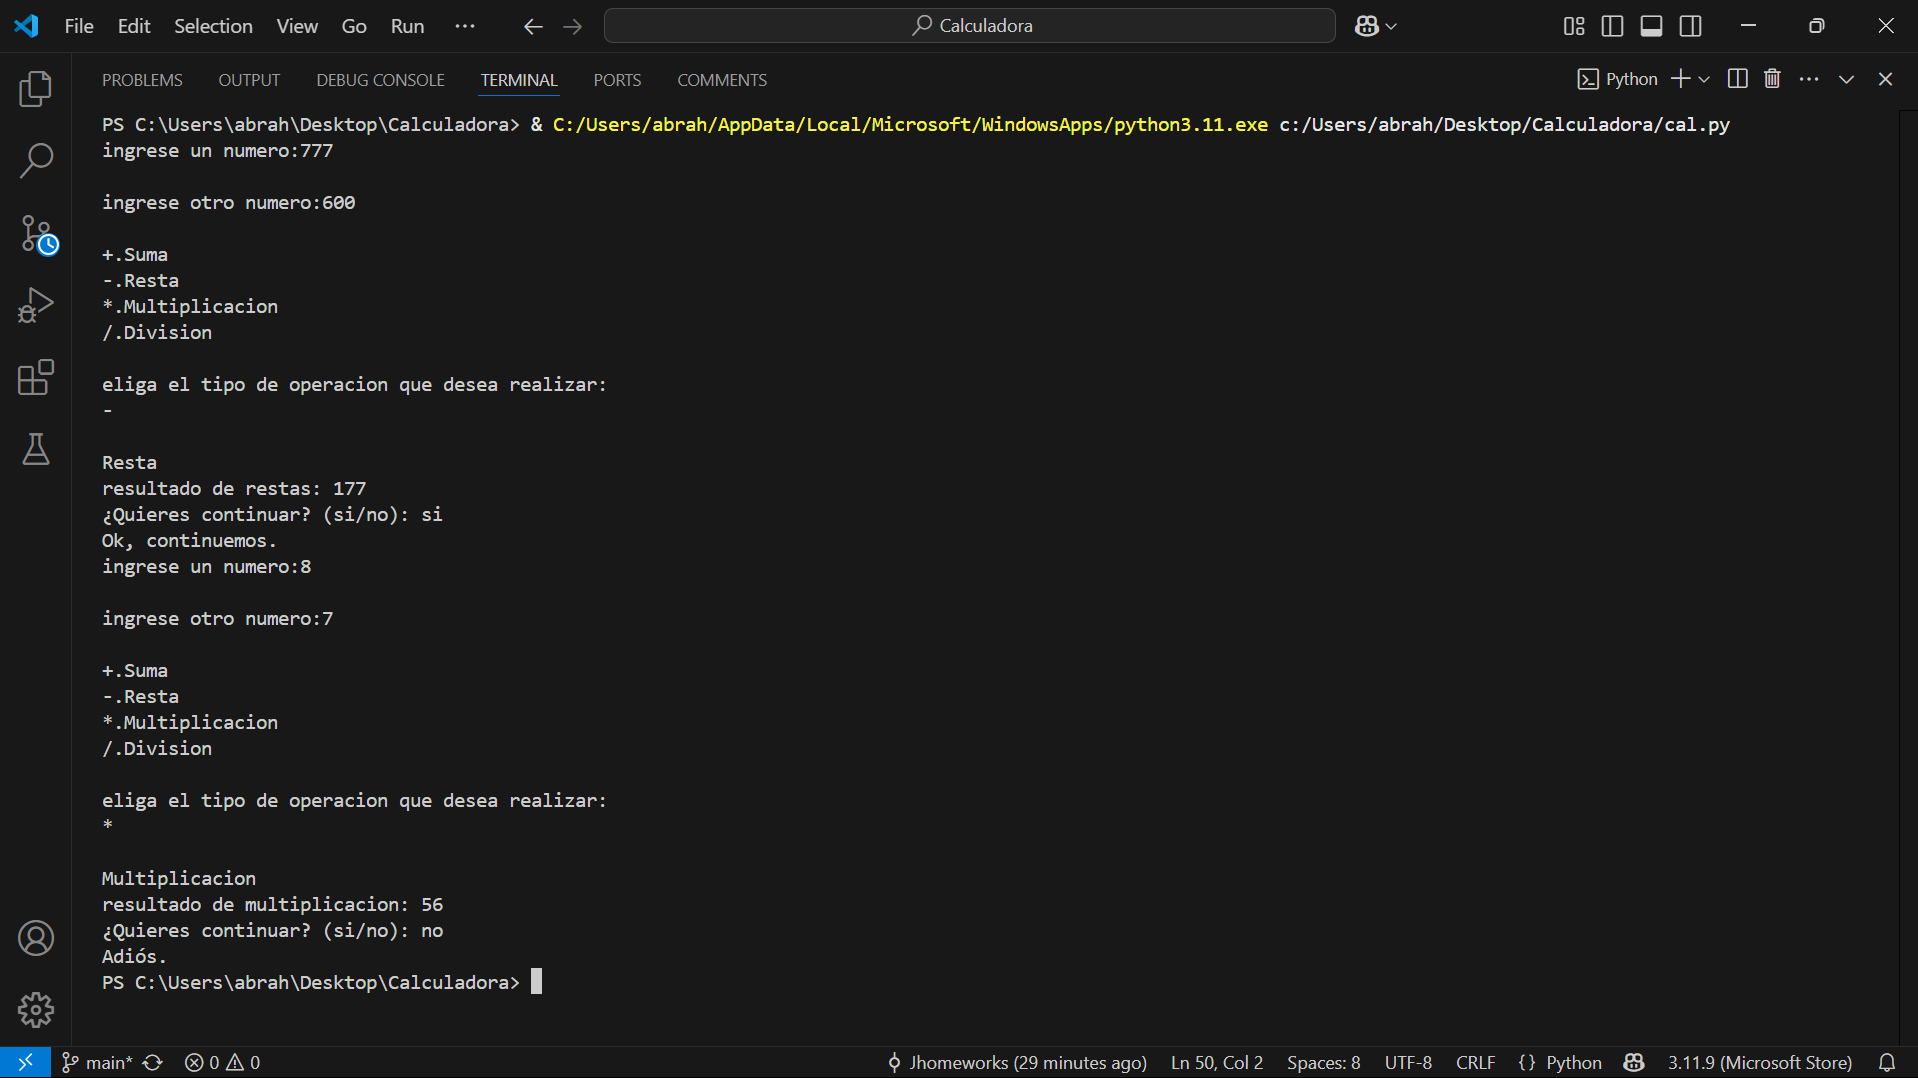 File Edit Selection View Go Run ··· Calculadora
PROBLEMS OUTPUT DEBUG CONSOLE TERMINAL PORTS COMMENTS Python
PS C:\Users\abrah\Desktop\Calculadora> & C:/Users/abrah/AppData/Local/Microsoft/WindowsApps/python3.11.exe c:/Users/abrah/Desktop/Calculadora/cal.py
ingrese un numero:777
ingrese otro numero:600
+.Suma
-.Resta
*.Multiplicacion
/.Division
eliga el tipo de operacion que desea realizar:
-
Resta
resultado de restas: 177
¿Quieres continuar? (si/no): si
Ok, continuemos.
ingrese un numero:8
ingrese otro numero:7
+.Suma
-.Resta
*.Multiplicacion
/.Division
eliga el tipo de operacion que desea realizar:
*
Multiplicacion
resultado de multiplicacion: 56
¿Quieres continuar? (si/no): no
Adiós.
PS C:\Users\abrah\Desktop\Calculadora>
main* 0 0 Jhomeworks (29 minutes ago) Ln 50, Col 2 Spaces: 8 UTF-8 CRLF {} Python 3.11.9 (Microsoft Store)